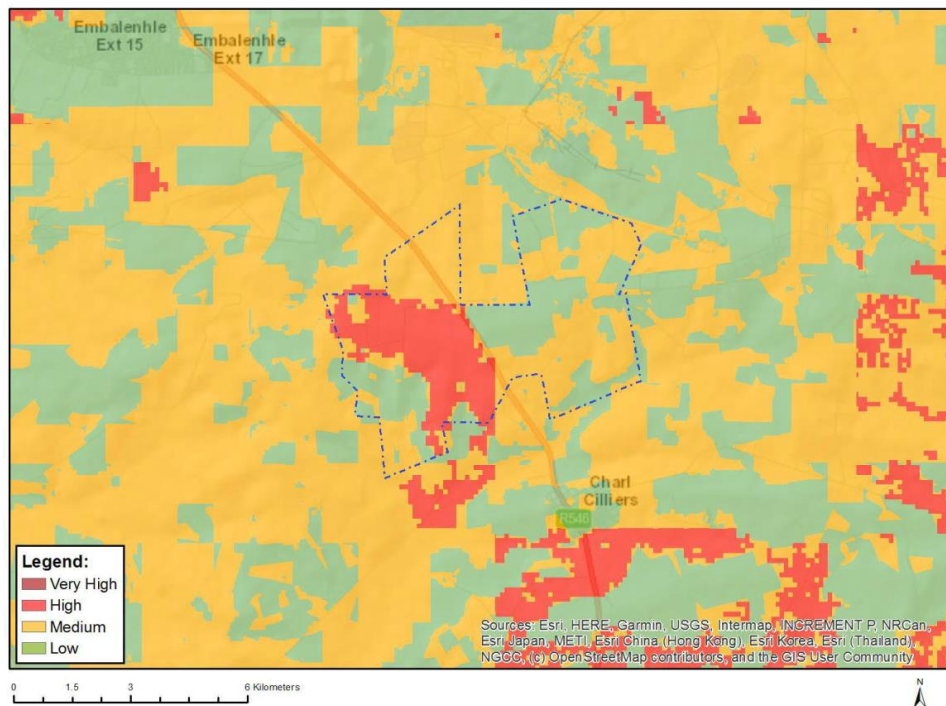 Embalenhle
Ext 15
Embalenhle
Ext 17
Charl
Cilliers
R546
Legend:
Very High
High
Medium
Low
Sources: Esri, HERE, Garmin, USGS, Intermap, INCREMENT P, NRCan,
Esri Japan, METI, Esri China (Hong Kong), Esri Korea, Esri (Thailand),
NGCC, (c) OpenStreetMap contributors, and the GIS User Community
0 1.5 3 6 Kilometers
N